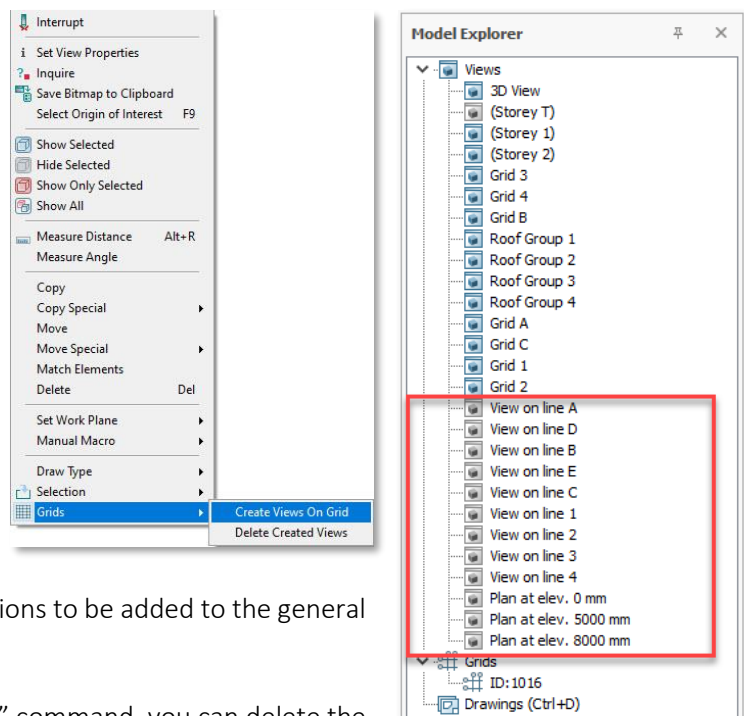 Interrupt
i Set View Properties
Inquire
Save Bitmap to Clipboard
Select Origin of Interest F9
Show Selected
Hide Selected
Show Only Selected
Show All
Measure Distance Alt+R
Measure Angle
Copy
Copy Special
Move
Move Special
Match Elements
Delete Del
Set Work Plane
Manual Macro
Draw Type
Selection
Grids
Create Views On Grid
Delete Created Views
Model Explorer
Views
3D View
(Storey T)
(Storey 1)
(Storey 2)
Grid 3
Grid 4
Grid B
Roof Group 1
Roof Group 2
Roof Group 3
Roof Group 4
Grid A
Grid C
Grid 1
Grid 2
View on line A
View on line D
View on line B
View on line E
View on line C
View on line 1
View on line 2
View on line 3
View on line 4
Plan at elev. 0 mm
Plan at elev. 5000 mm
Plan at elev. 8000 mm
Grids
ID:1016
Drawings (Ctrl+D)
ions to be added to the general
" command, you can delete the